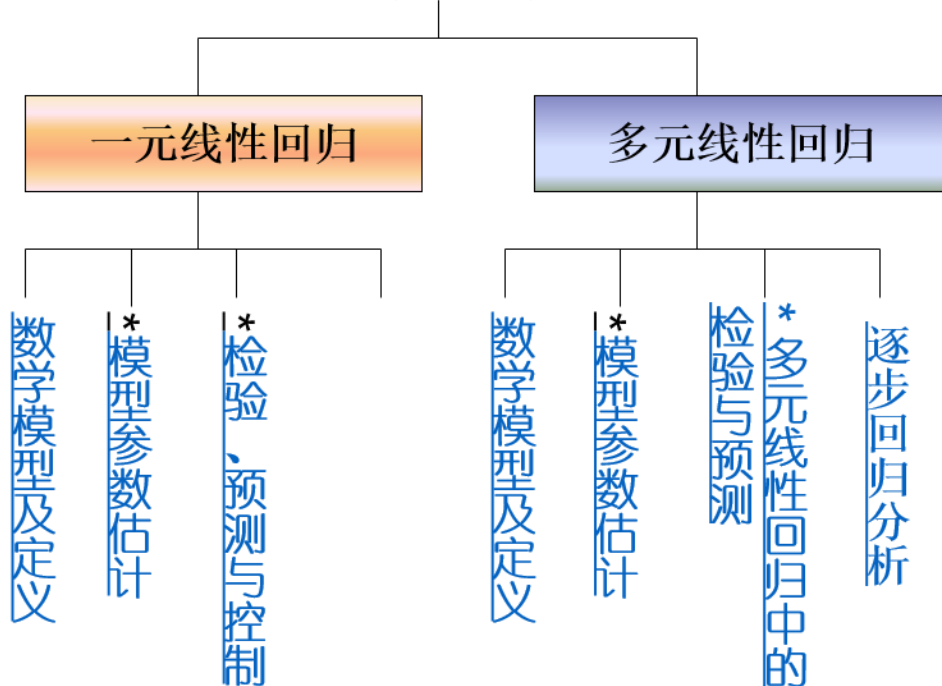 一元线性回归
多元线性回归
数学模型及定义
*模型参数估计
*检验、预测与控制
数学模型及定义
*模型参数估计
*多元线性回归中的
检验与预测
逐步回归分析